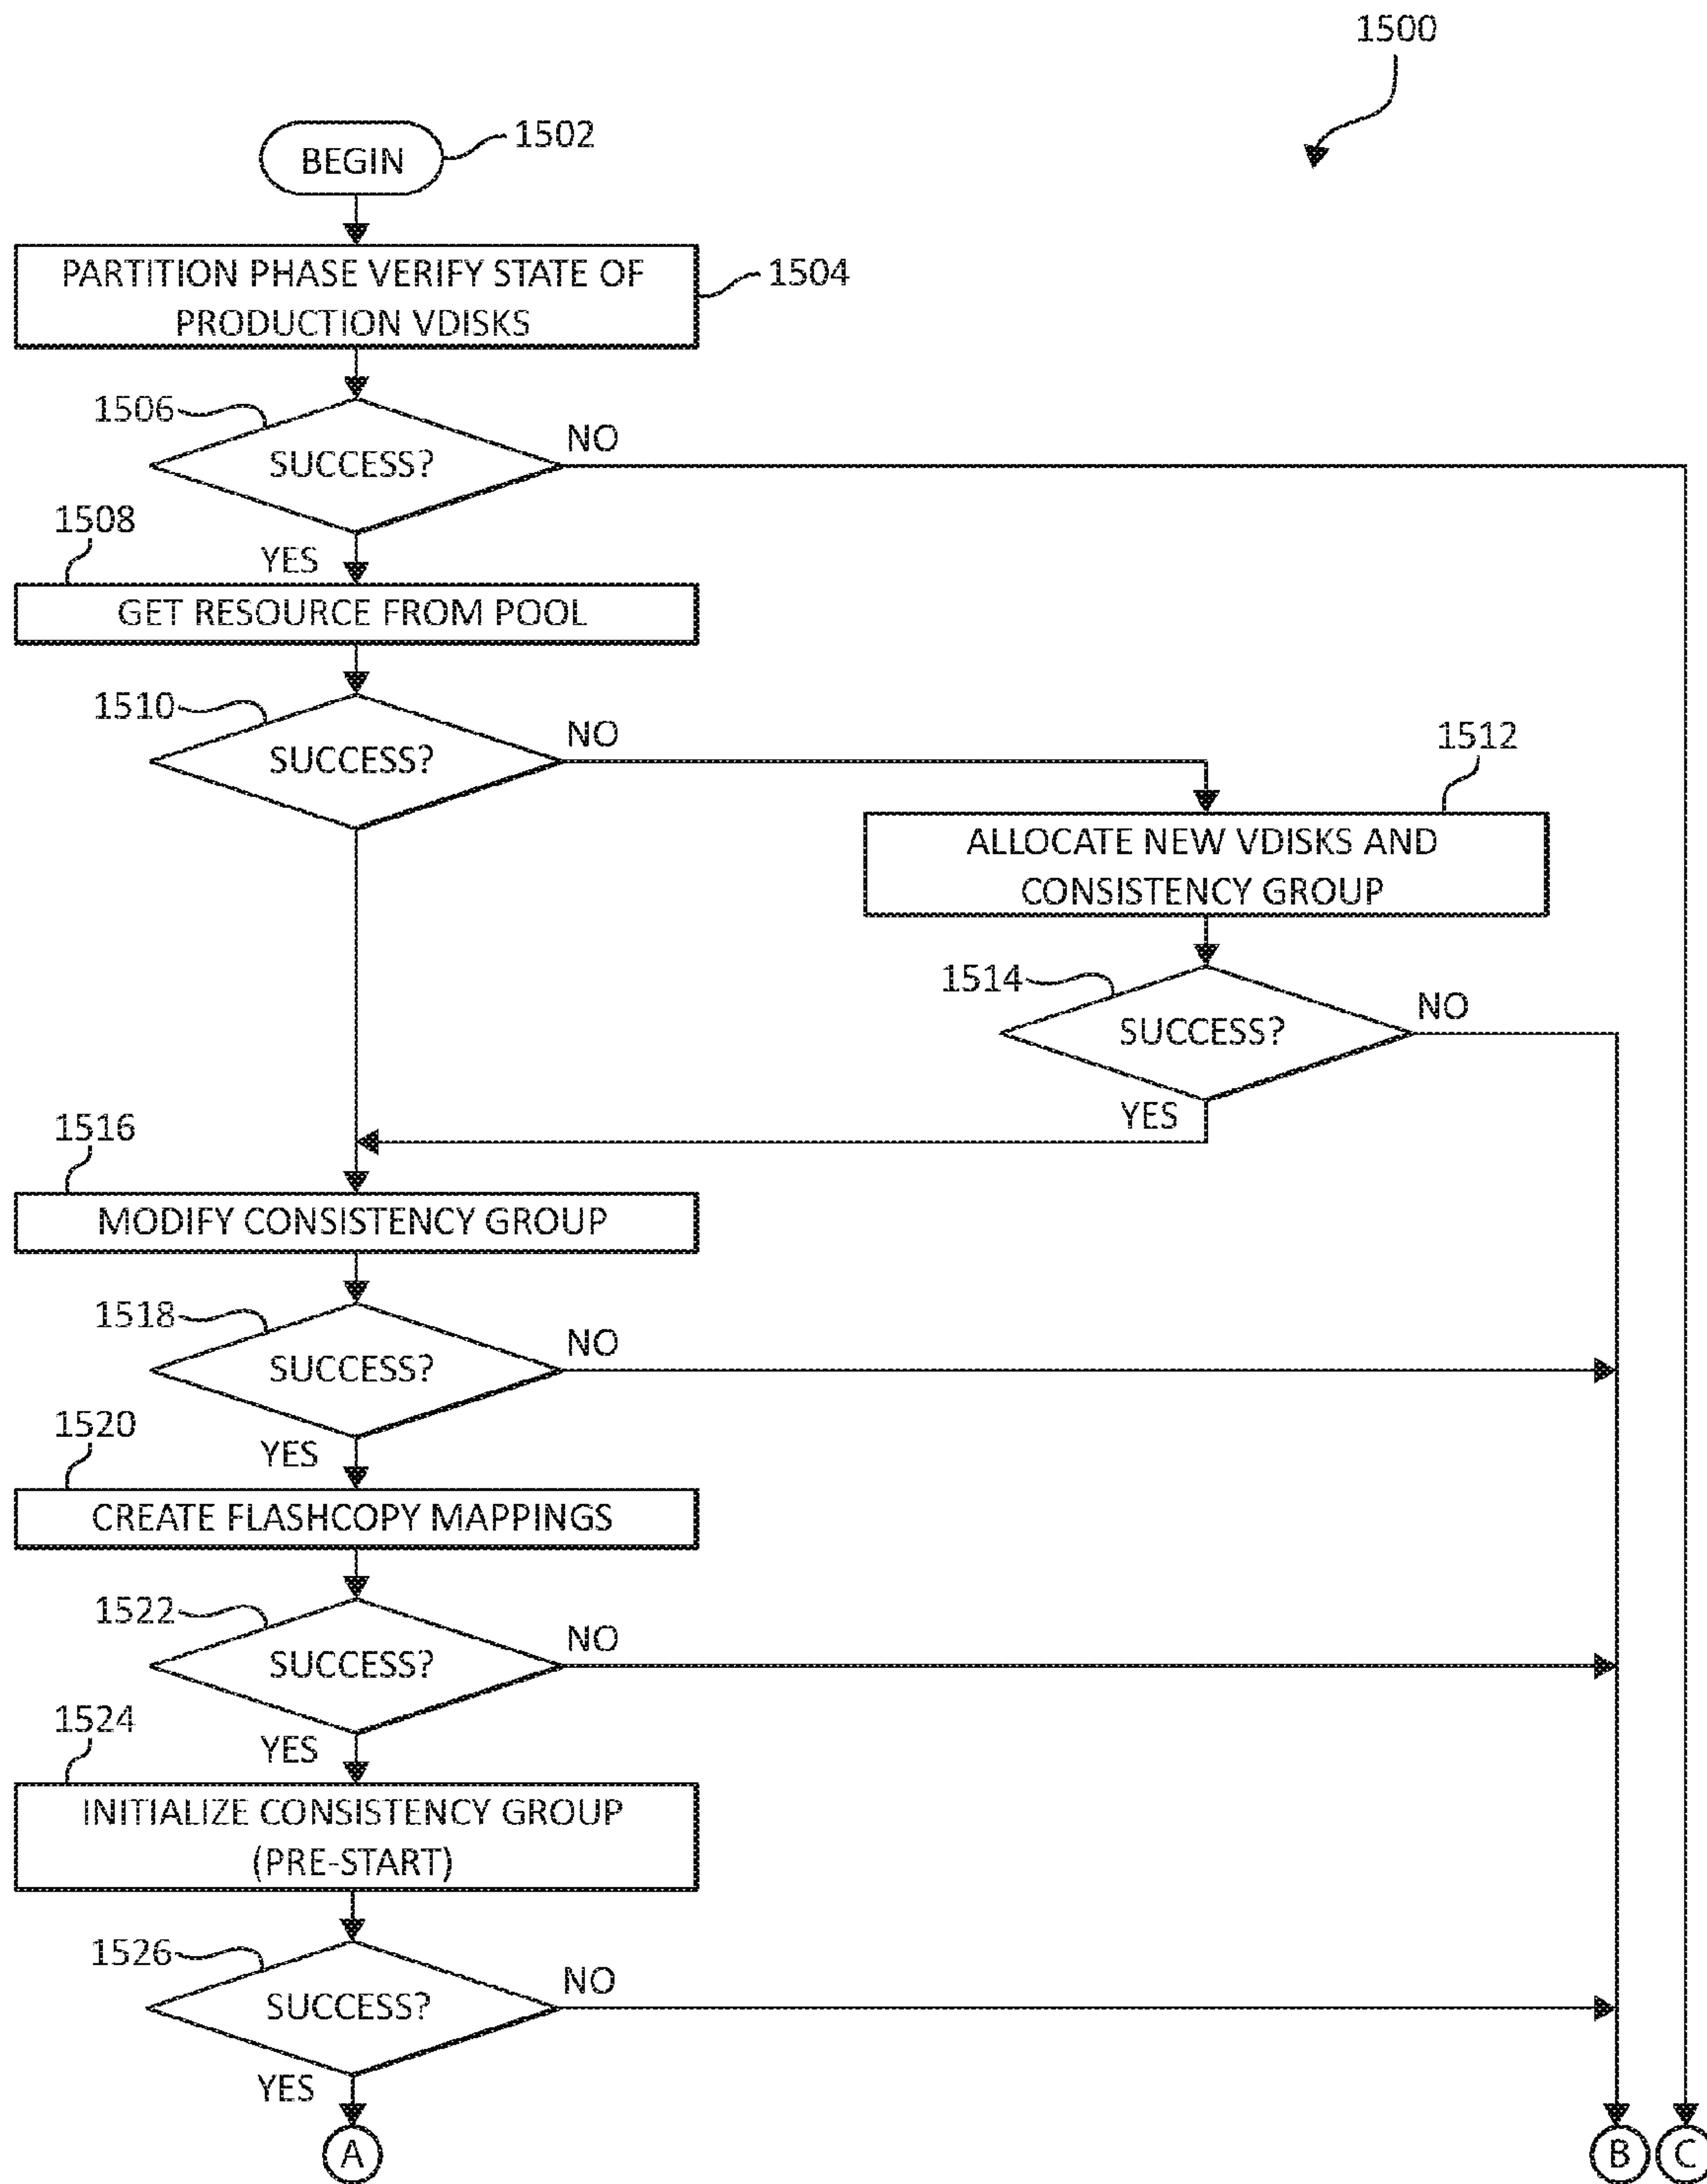 1500
BEGIN
1502
PARTITION PHASE VERIFY STATE OF
PRODUCTION VDISKS
1504
1506
SUCCESS?
NO
YES
1508
GET RESOURCE FROM POOL
1510
SUCCESS?
NO
1512
ALLOCATE NEW VDISKS AND
CONSISTENCY GROUP
1514
SUCCESS?
NO
YES
1516
MODIFY CONSISTENCY GROUP
1518
SUCCESS?
NO
YES
1520
CREATE FLASHCOPY MAPPINGS
1522
SUCCESS?
NO
YES
1524
INITIALIZE CONSISTENCY GROUP
(PRE-START)
1526
SUCCESS?
NO
YES
A
B
C